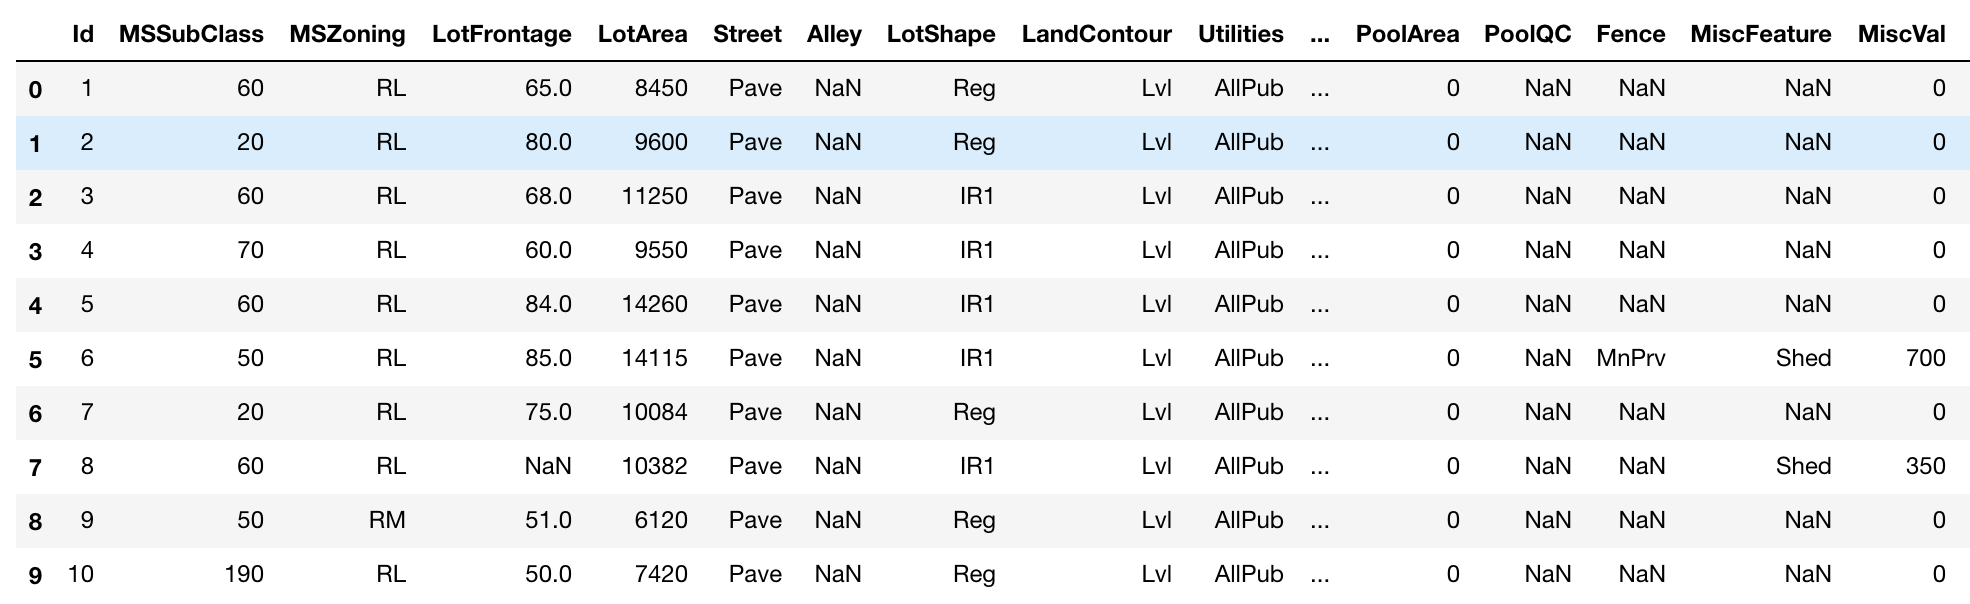 Id MSSubClass MSZoning LotFrontage LotArea Street Alley LotShape LandContour Utilities ... PoolArea PoolQC Fence MiscFeature MiscVal
0 1 60 RL 65.0 8450 Pave NaN Reg Lvl AllPub ... 0 NaN NaN NaN 0
1 2 20 RL 80.0 9600 Pave NaN Reg Lvl AllPub ... 0 NaN NaN NaN 0
2 3 60 RL 68.0 11250 Pave NaN IR1 Lvl AllPub ... 0 NaN NaN NaN 0
3 4 70 RL 60.0 9550 Pave NaN IR1 Lvl AllPub ... 0 NaN NaN NaN 0
4 5 60 RL 84.0 14260 Pave NaN IR1 Lvl AllPub ... 0 NaN NaN NaN 0
5 6 50 RL 85.0 14115 Pave NaN IR1 Lvl AllPub ... 0 NaN MnPrv Shed 700
6 7 20 RL 75.0 10084 Pave NaN Reg Lvl AllPub ... 0 NaN NaN NaN 0
7 8 60 RL NaN 10382 Pave NaN IR1 Lvl AllPub ... 0 NaN NaN Shed 350
8 9 50 RM 51.0 6120 Pave NaN Reg Lvl AllPub ... 0 NaN NaN NaN 0
9 10 190 RL 50.0 7420 Pave NaN Reg Lvl AllPub ... 0 NaN NaN NaN 0